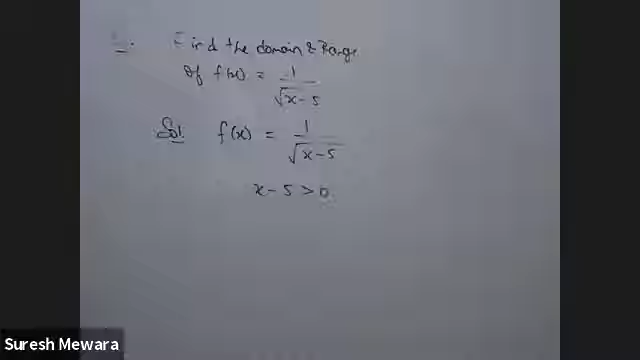 Find the domain & Range
Of f(x) = 1/√x-5
Sol. f(x) = 1/√x-5
x - 5 > 0
Suresh Mewara